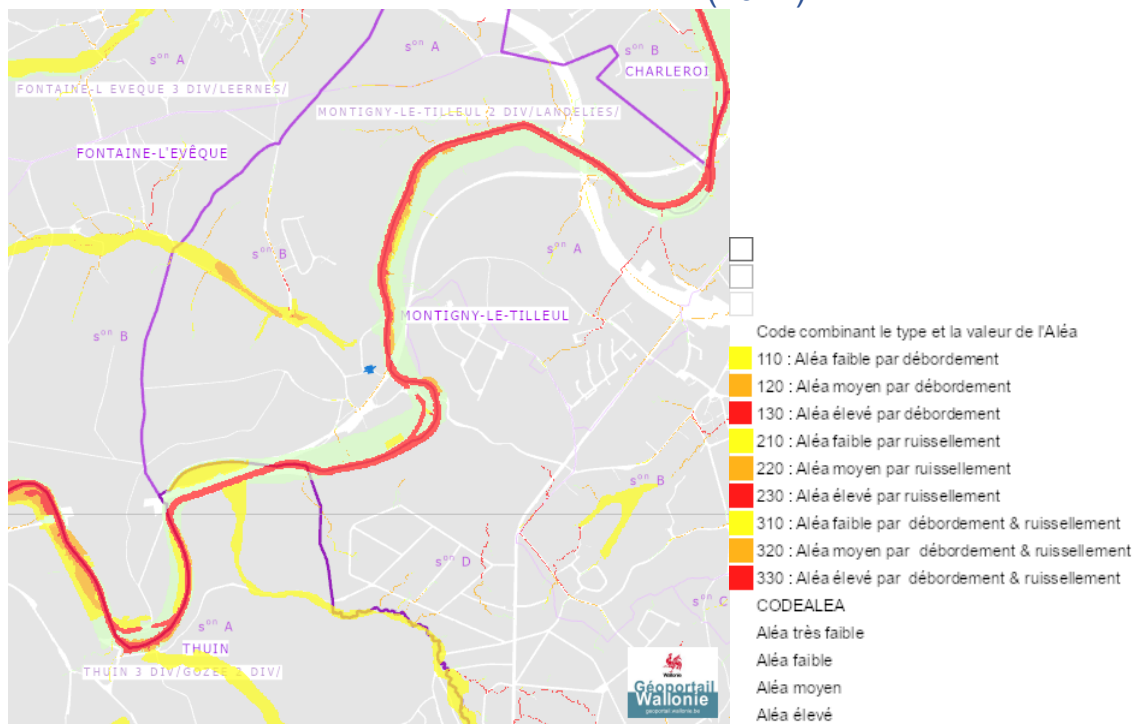 sᵒⁿ A
sᵒⁿ B
sᵒⁿ A
CHARLEROI
FONTAINE-L EVEQUE 3 DIV/LEERNES/
MONTIGNY-LE-TILLEUL 2 DIV/LANDELIES/
FONTAINE-L'EVÊQUE
sᵒⁿ B
sᵒⁿ A
MONTIGNY-LE-TILLEUL
sᵒⁿ B
sᵒⁿ B
sᵒⁿ D
sᵒⁿ C
sᵒⁿ A
THUIN
THUIN 3 DIV/GOZEE 2 DIV/
Wallonie
Géoportail
Wallonie
geoportail.wallonie.be
Code combinant le type et la valeur de l'Aléa
110 : Aléa faible par débordement
120 : Aléa moyen par débordement
130 : Aléa élevé par débordement
210 : Aléa faible par ruissellement
220 : Aléa moyen par ruissellement
230 : Aléa élevé par ruissellement
310 : Aléa faible par débordement & ruissellement
320 : Aléa moyen par débordement & ruissellement
330 : Aléa élevé par débordement & ruissellement
CODEALEA
Aléa très faible
Aléa faible
Aléa moyen
Aléa élevé